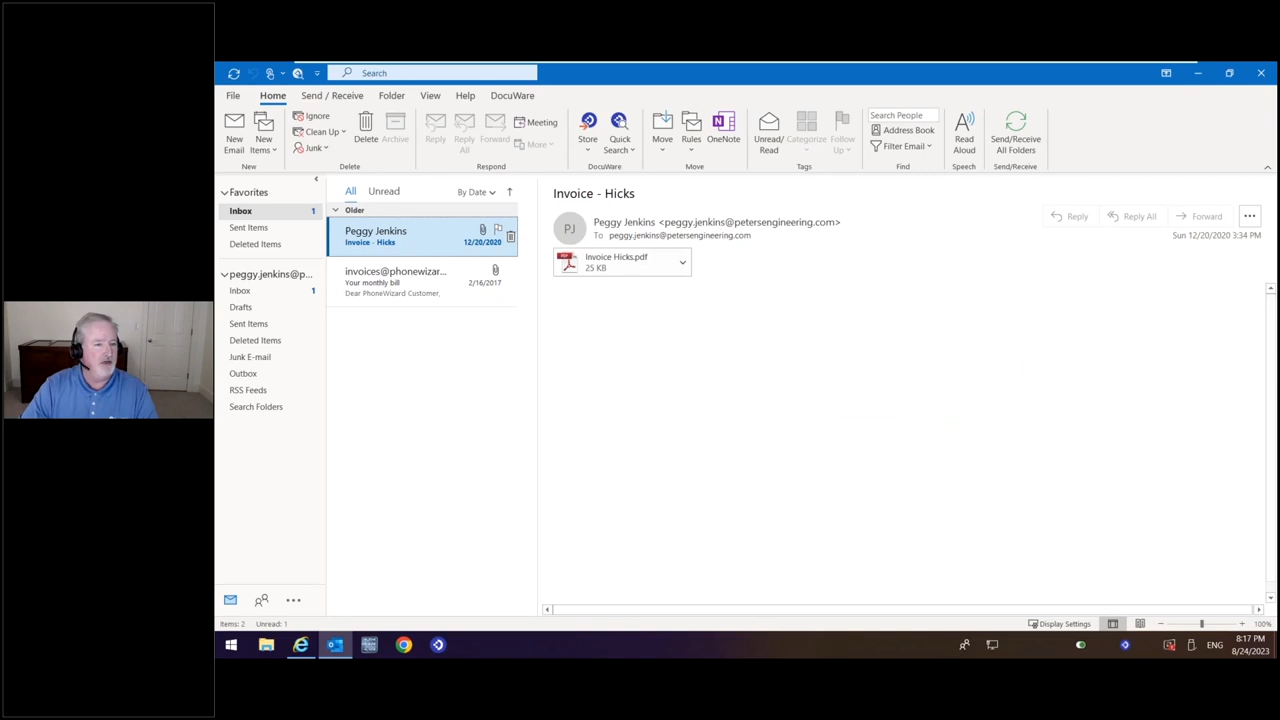 Search
File Home Send / Receive Folder View Help DocuWare
New Email
New Items
New
Ignore
Clean Up
Junk
Delete
Archive
Delete
Reply
Reply All
Forward
Meeting
More
Respond
Store
Quick Search
DocuWare
Move
Rules
OneNote
Move
Unread/ Read
Categorize
Follow Up
Tags
Search People
Address Book
Filter Email
Find
Read Aloud
Speech
Send/Receive All Folders
Send/Receive
Favorites
Inbox 1
Sent Items
Deleted Items
peggy.jenkins@p...
Inbox 1
Drafts
Sent Items
Deleted Items
Junk E-mail
Outbox
RSS Feeds
Search Folders
All Unread By Date
Older
Peggy Jenkins
Invoice - Hicks 12/20/2020
invoices@phonewizar...
Your monthly bill 2/16/2017
Dear PhoneWizard Customer,
Invoice - Hicks
PJ
Peggy Jenkins <peggy.jenkins@petersengineering.com>
To peggy.jenkins@petersengineering.com
Reply Reply All Forward
Sun 12/20/2020 3:34 PM
Invoice Hicks.pdf
25 KB
Items: 2 Unread: 1
Display Settings 100%
ENG
8:17 PM
8/24/2023